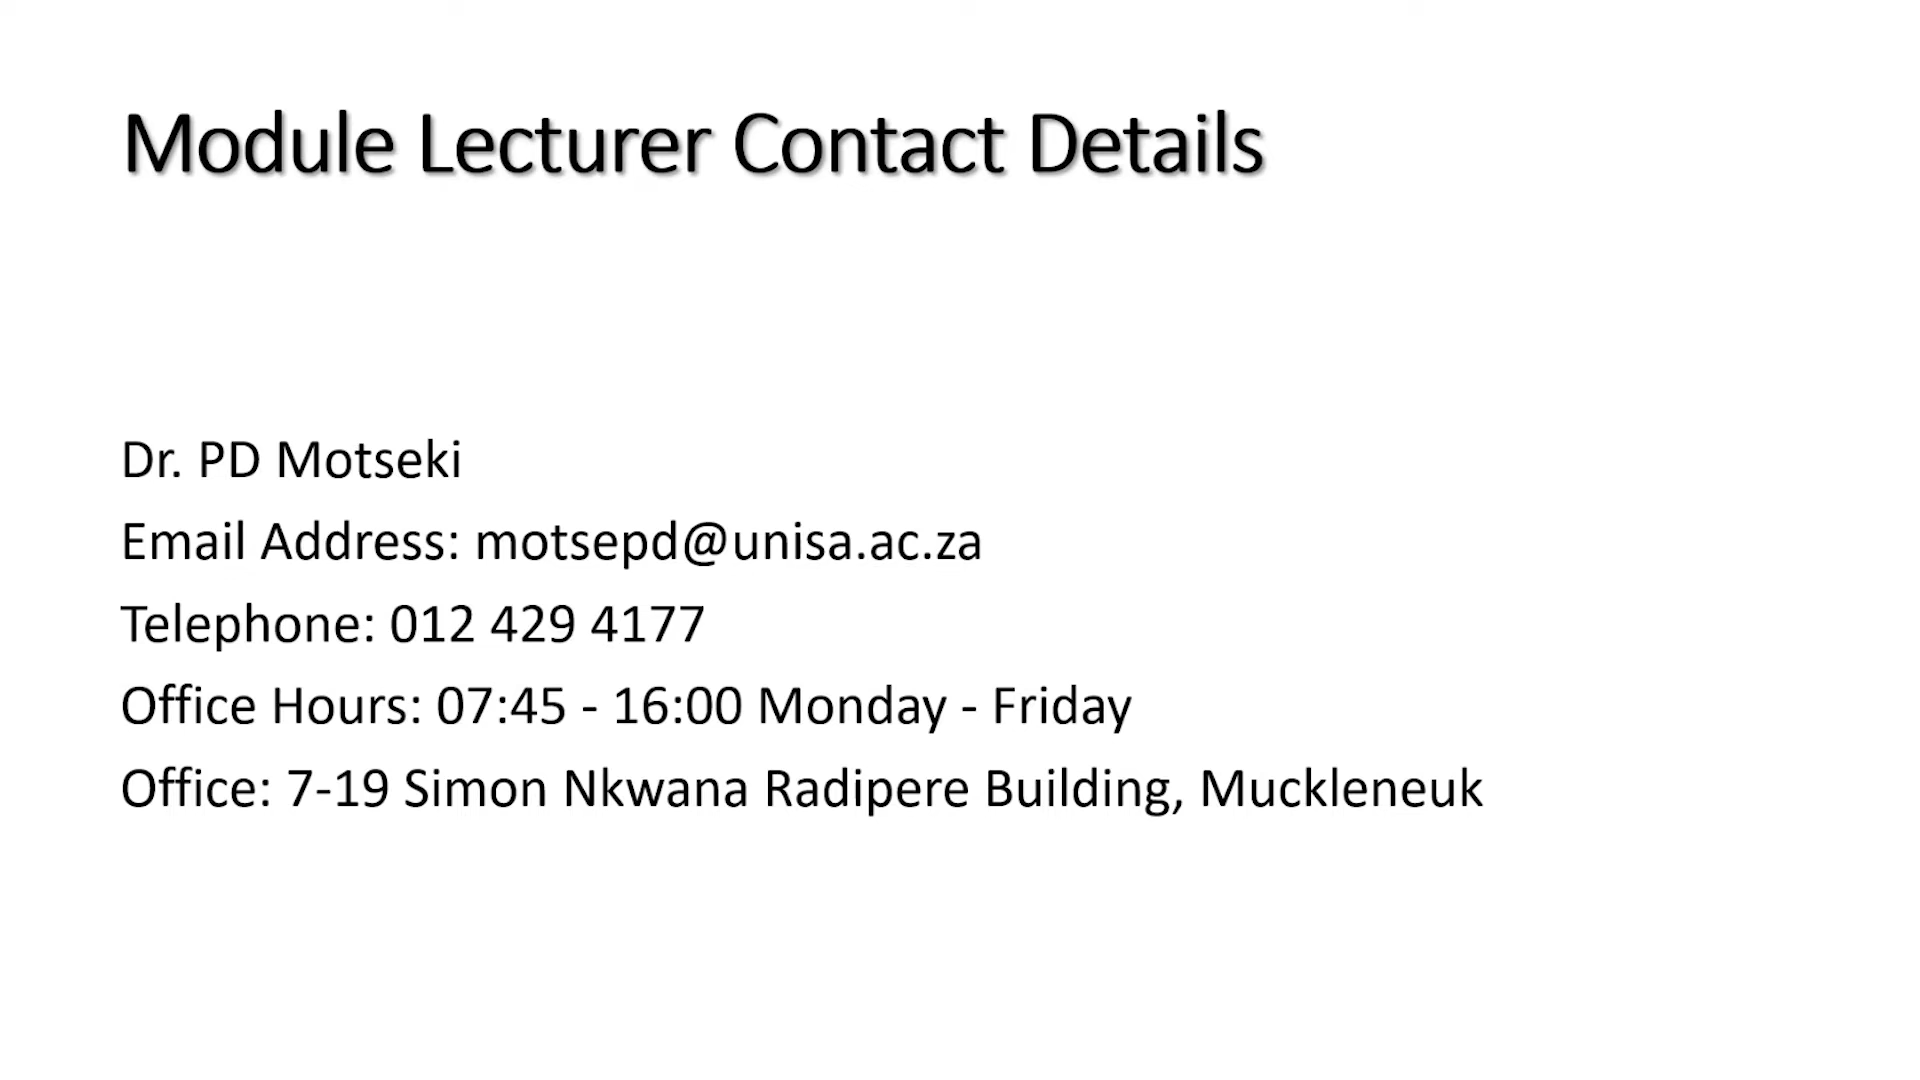 Module Lecturer Contact Details
Dr. PD Motseki
Email Address: motsepd@unisa.ac.za
Telephone: 012 429 4177
Office Hours: 07:45 - 16:00 Monday - Friday
Office: 7-19 Simon Nkwana Radipere Building, Muckleneuk